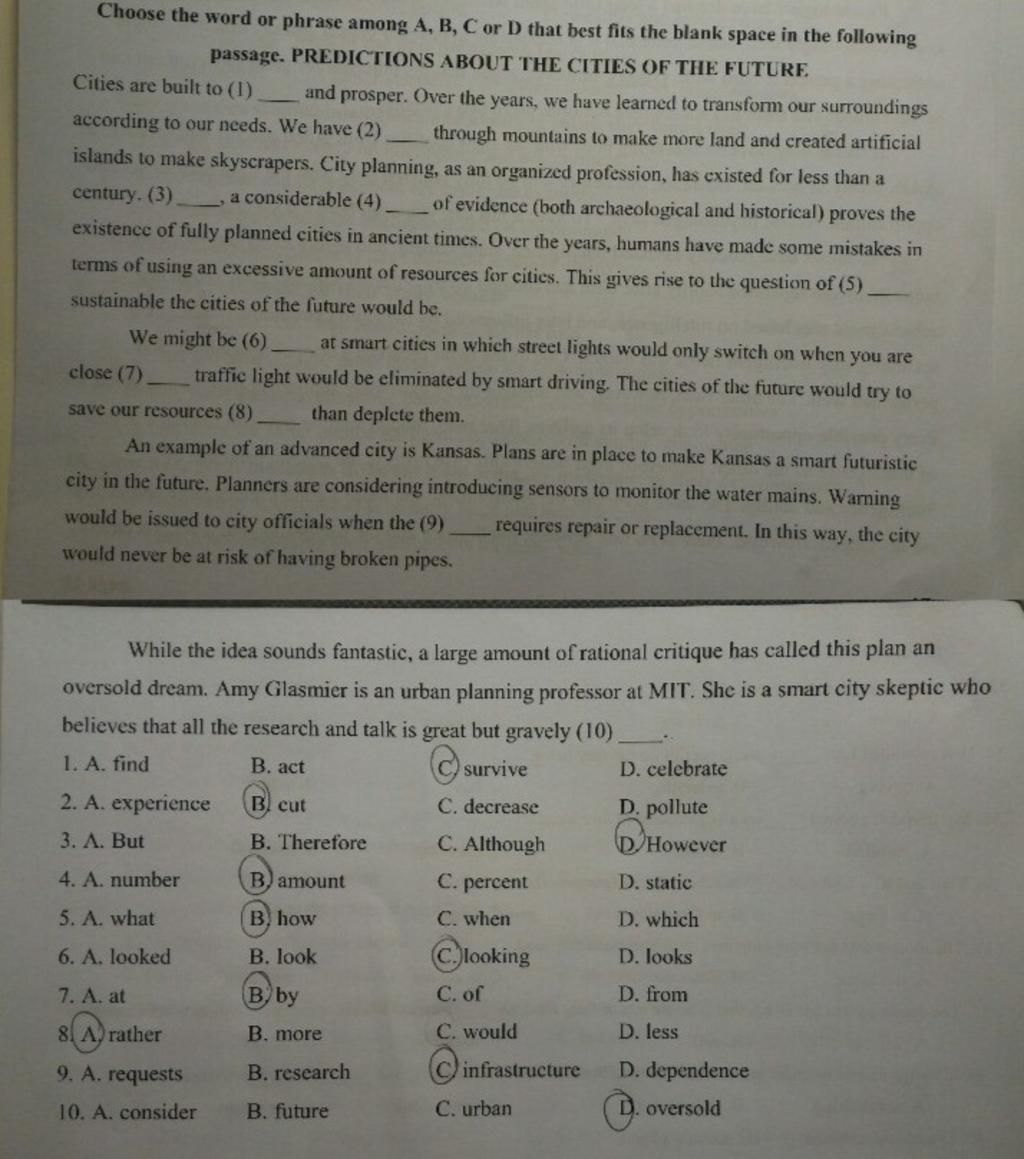 Choose the word or phrase among A, B, C or D that best fits the blank space in the following
passage. PREDICTIONS ABOUT THE CITIES OF THE FUTURE
Cities are built to (1) ____ and prosper. Over the years, we have learned to transform our surroundings
according to our needs. We have (2) ____ through mountains to make more land and created artificial
islands to make skyscrapers. City planning, as an organized profession, has existed for less than a
century. (3) ____, a considerable (4) ____ of evidence (both archaeological and historical) proves the
existence of fully planned cities in ancient times. Over the years, humans have made some mistakes in
terms of using an excessive amount of resources for cities. This gives rise to the question of (5) ____
sustainable the cities of the future would be.
We might be (6) ____ at smart cities in which street lights would only switch on when you are
close (7) ____ traffic light would be eliminated by smart driving. The cities of the future would try to
save our resources (8) ____ than deplete them.
An example of an advanced city is Kansas. Plans are in place to make Kansas a smart futuristic
city in the future. Planners are considering introducing sensors to monitor the water mains. Warning
would be issued to city officials when the (9) ____ requires repair or replacement. In this way, the city
would never be at risk of having broken pipes.
While the idea sounds fantastic, a large amount of rational critique has called this plan an
oversold dream. Amy Glasmier is an urban planning professor at MIT. She is a smart city skeptic who
believes that all the research and talk is great but gravely (10) ____.
1. A. find B. act C. survive D. celebrate
2. A. experience B. cut C. decrease D. pollute
3. A. But B. Therefore C. Although D. However
4. A. number B. amount C. percent D. static
5. A. what B. how C. when D. which
6. A. looked B. look C. looking D. looks
7. A. at B. by C. of D. from
8. A. rather B. more C. would D. less
9. A. requests B. research C. infrastructure D. dependence
10. A. consider B. future C. urban D. oversold